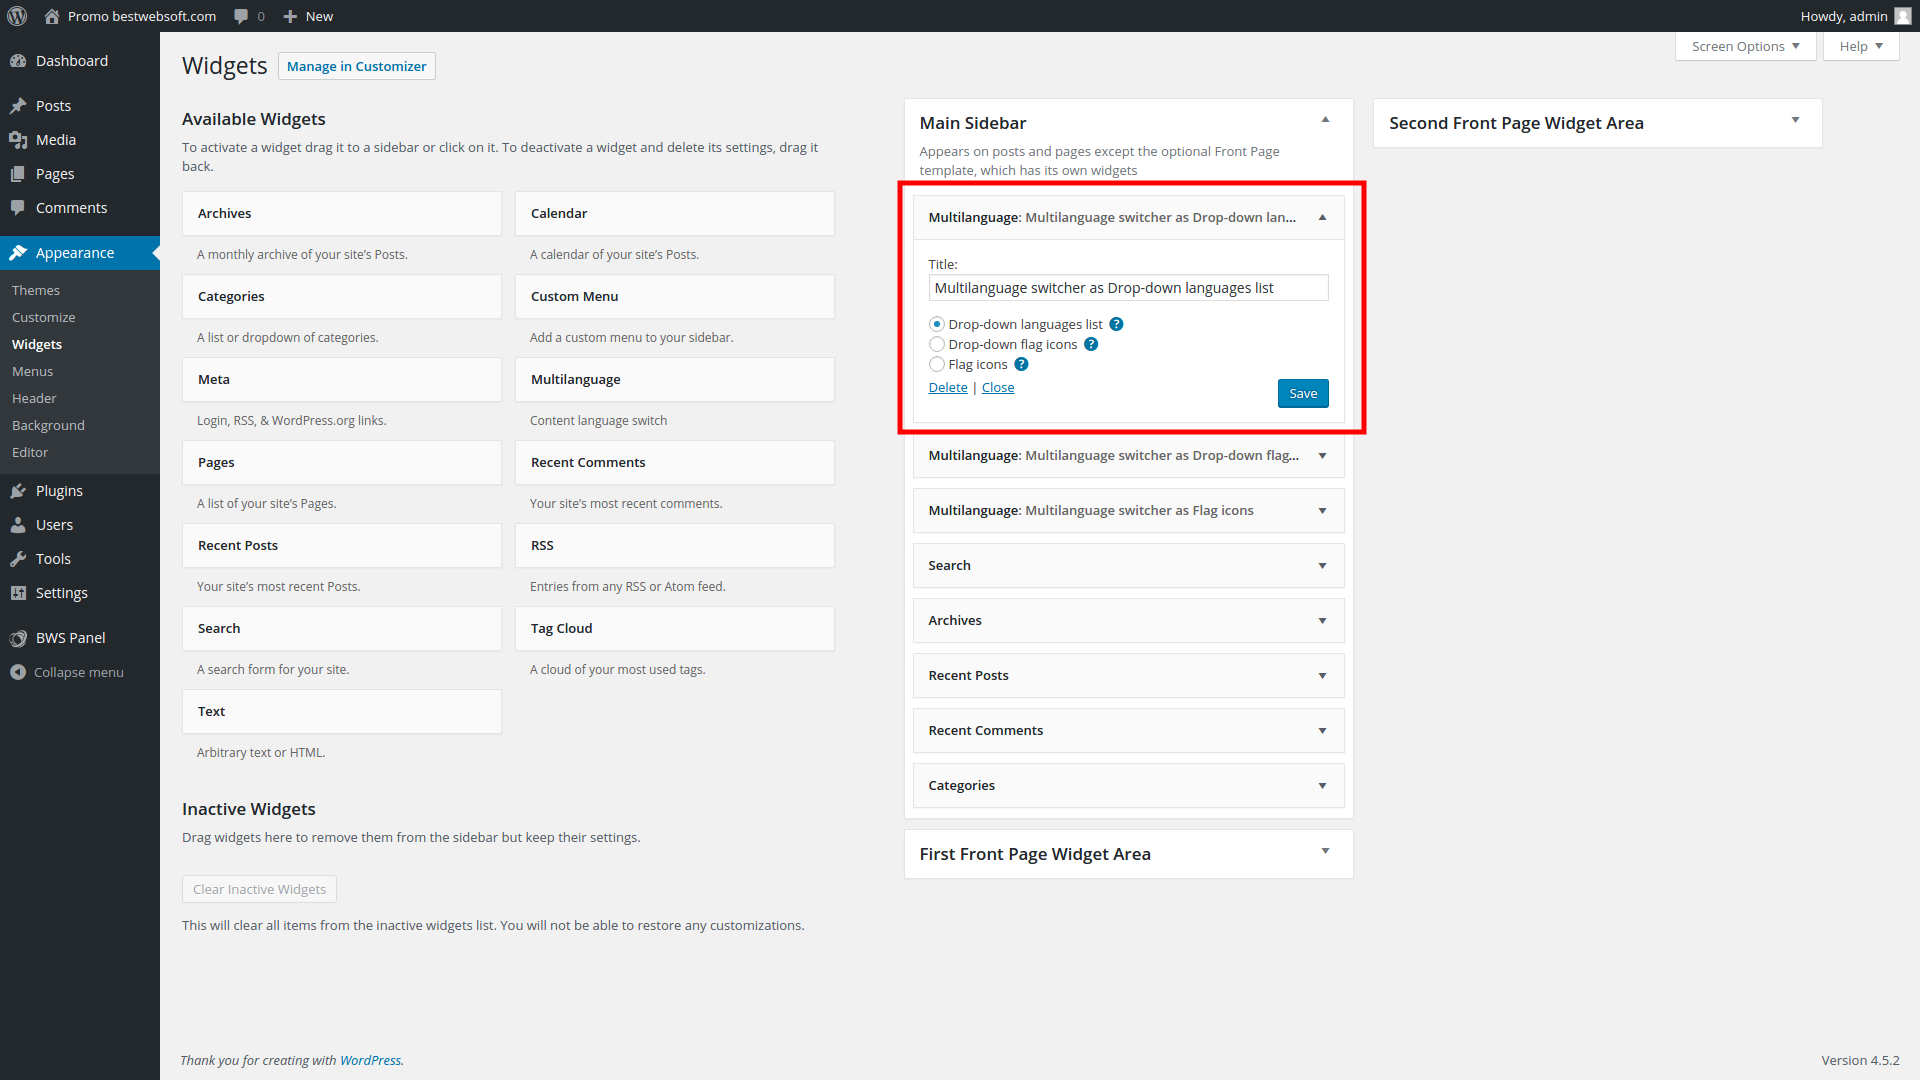 Promo bestwebsoft.com
0
New
Howdy, admin
Dashboard
Posts
Media
Pages
Comments
Appearance
Themes
Customize
Widgets
Menus
Header
Background
Editor
Plugins
Users
Tools
Settings
BWS Panel
Collapse menu
Screen Options
Help
Widgets
Manage in Customizer
Available Widgets
To activate a widget drag it to a sidebar or click on it. To deactivate a widget and delete its settings, drag it
back.
Archives
A monthly archive of your site's Posts.
Calendar
A calendar of your site's Posts.
Categories
A list or dropdown of categories.
Custom Menu
Add a custom menu to your sidebar.
Meta
Login, RSS, & WordPress.org links.
Multilanguage
Content language switch
Pages
A list of your site's Pages.
Recent Comments
Your site's most recent comments.
Recent Posts
Your site's most recent Posts.
RSS
Entries from any RSS or Atom feed.
Search
A search form for your site.
Tag Cloud
A cloud of your most used tags.
Text
Arbitrary text or HTML.
Inactive Widgets
Drag widgets here to remove them from the sidebar but keep their settings.
Clear Inactive Widgets
This will clear all items from the inactive widgets list. You will not be able to restore any customizations.
Main Sidebar
Appears on posts and pages except the optional Front Page
template, which has its own widgets
Multilanguage: Multilanguage switcher as Drop-down lan...
Title:
Multilanguage switcher as Drop-down languages list
Drop-down languages list ?
Drop-down flag icons ?
Flag icons ?
Delete | Close
Save
Multilanguage: Multilanguage switcher as Drop-down flag...
Multilanguage: Multilanguage switcher as Flag icons
Search
Archives
Recent Posts
Recent Comments
Categories
First Front Page Widget Area
Second Front Page Widget Area
Thank you for creating with WordPress.
Version 4.5.2